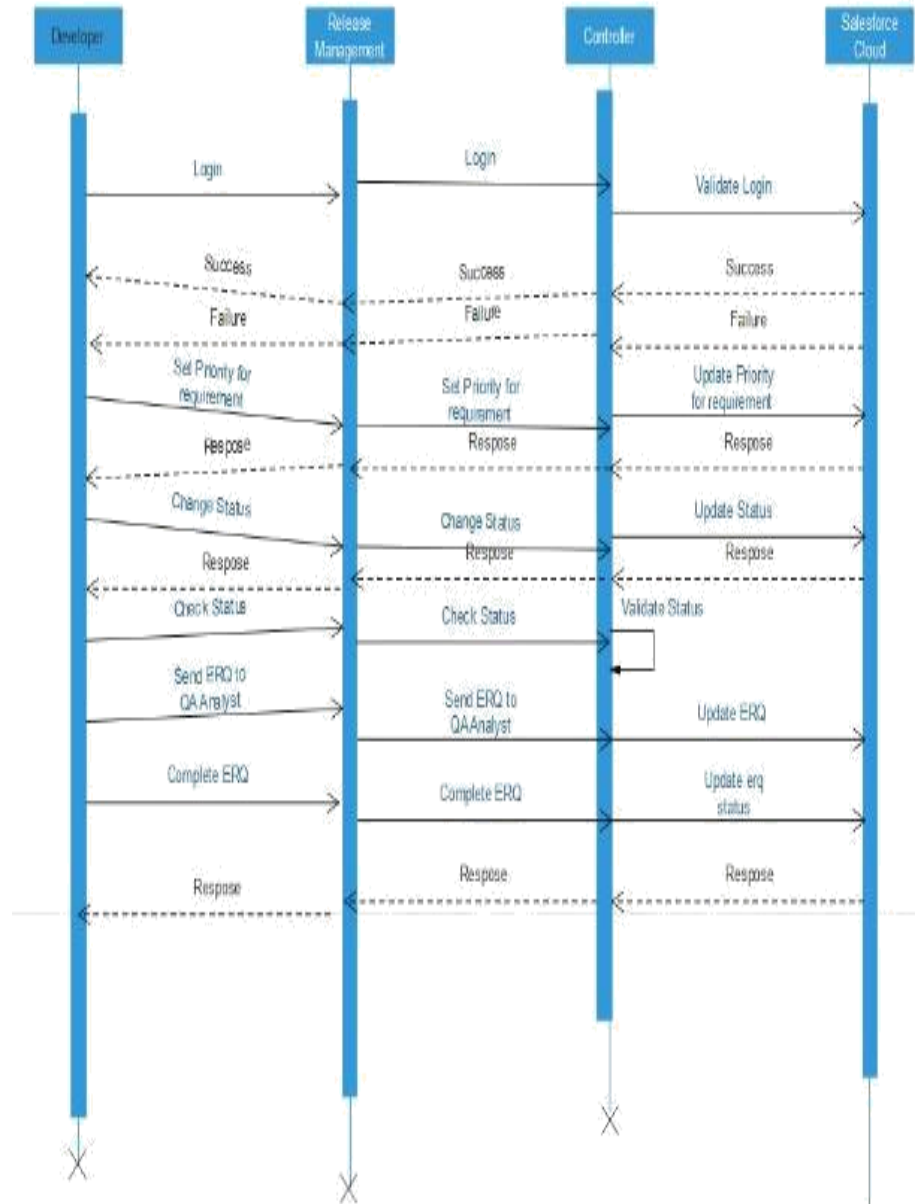 Developer
Release
Management
Controller
Salesforce
Cloud
Login
Login
Validate Login
Success
Success
Success
Failure
Failure
Failure
Set Priority for
requirement
Set Priority for
requirement
Update Priority
for requirement
Respose
Respose
Respose
Change Status
Change Status
Update Status
Respose
Respose
Respose
Check Status
Check Status
Validate Status
Send ERQ to
QA Analyst
Send ERQ to
QA Analyst
Update ERQ
Complete ERQ
Complete ERQ
Update erq
status
Respose
Respose
Respose